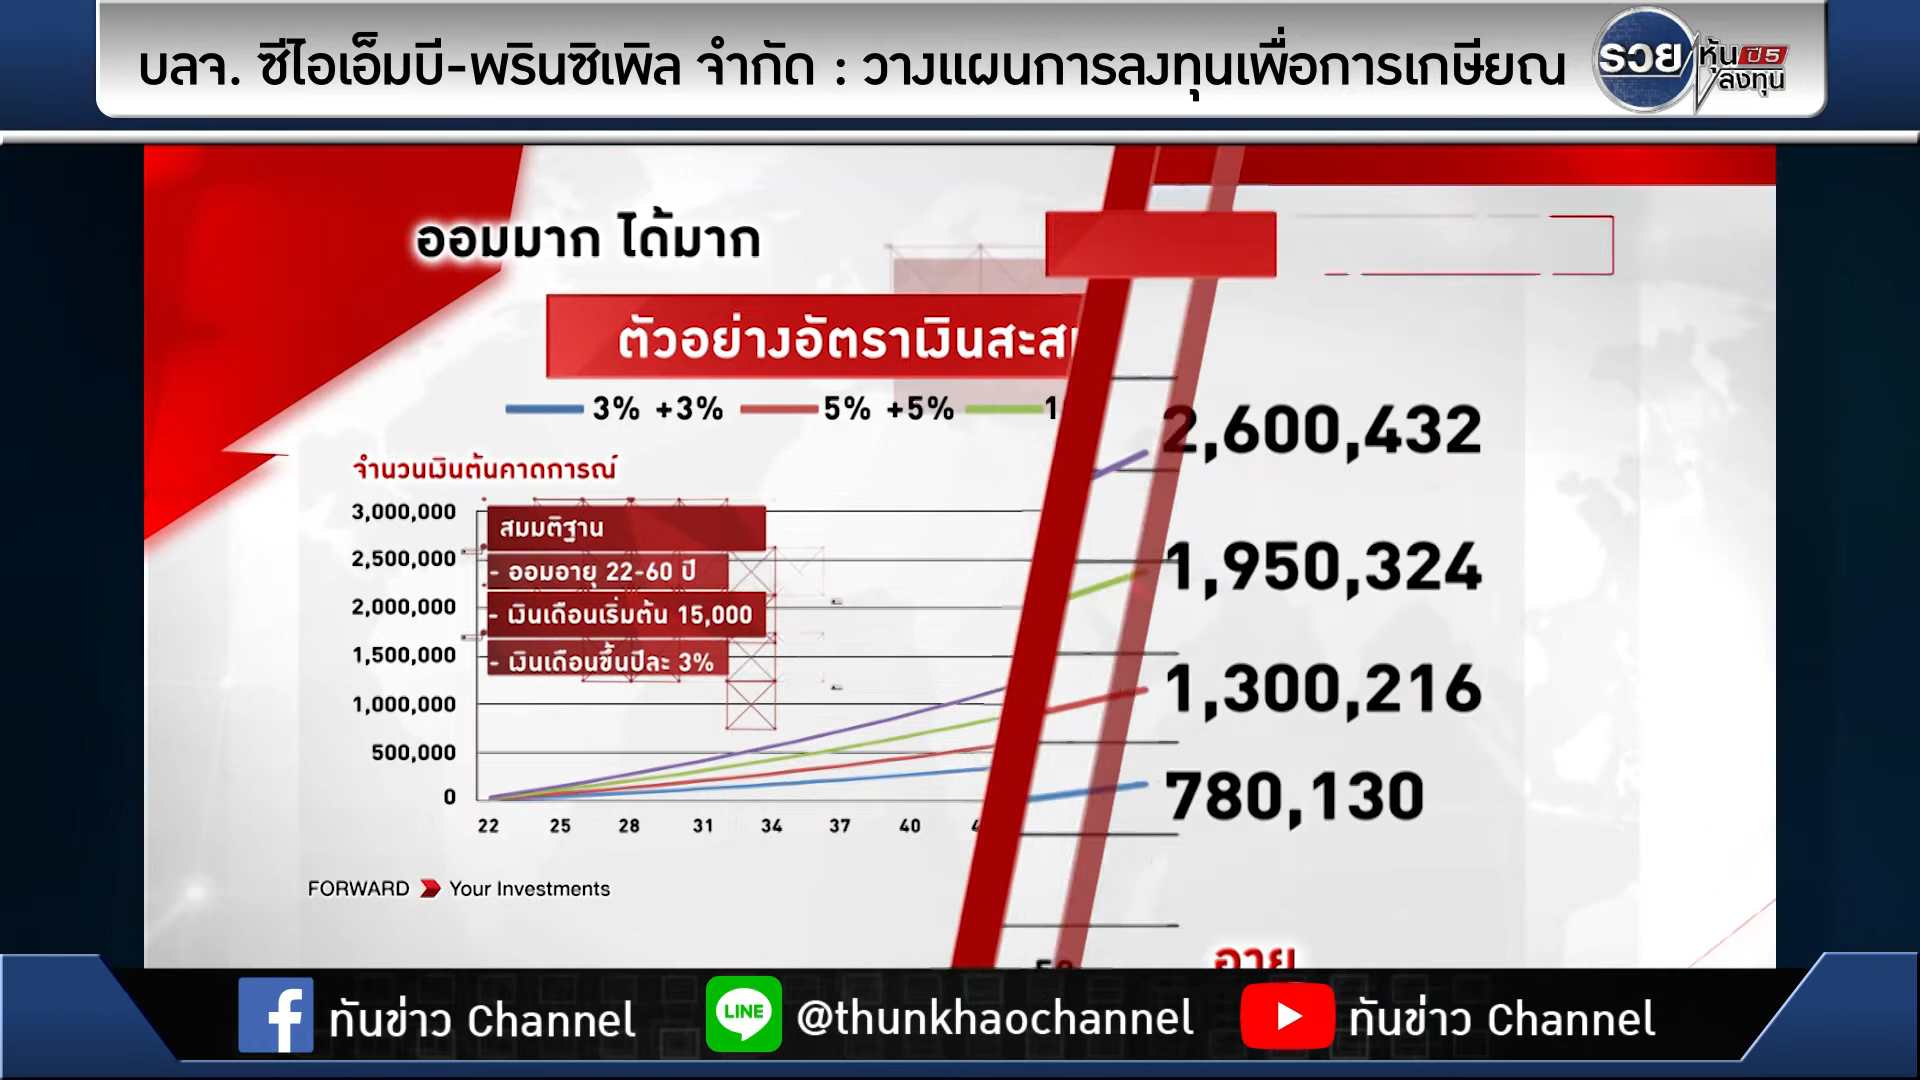 บลจ. ซีไอเอ็มบี-พรินซิเพิล จำกัด : วางแผนการลงทุนเพื่อการเกษียณ
รวย หุ้น ปี 5 ลงทุน
ออมมาก ได้มาก
ตัวอย่างอัตราเงินสะส
3% +3% 5% +5% 1
จำนวนเงินต้นคาดการณ์
3,000,000
2,500,000
2,000,000
1,500,000
1,000,000
500,000
0
สมมติฐาน
- ออมอายุ 22-60 ปี
- เงินเดือนเริ่มต้น 15,000
- เงินเดือนขึ้นปีละ 3%
22 25 28 31 34 37 40 4
2,600,432
1,950,324
1,300,216
780,130
อายุ
FORWARD Your Investments
ทันข่าว Channel
LINE
@thunkhaochannel
ทันข่าว Channel